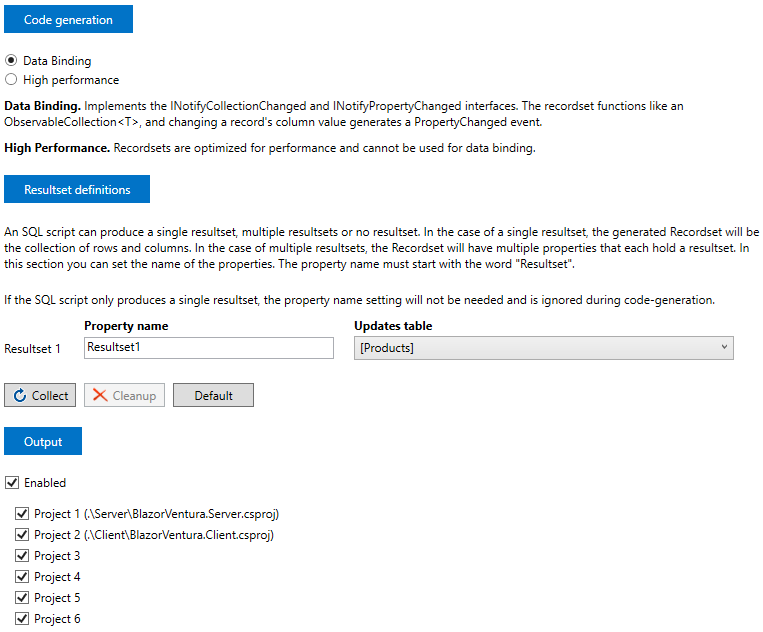 Code generation
Data Binding
High performance
Data Binding. Implements the INotifyCollectionChanged and INotifyPropertyChanged interfaces. The recordset functions like an
ObservableCollection<T>, and changing a record's column value generates a PropertyChanged event.
High Performance. Recordsets are optimized for performance and cannot be used for data binding.
Resultset definitions
An SQL script can produce a single resultset, multiple resultsets or no resultset. In the case of a single resultset, the generated Recordset will be
the collection of rows and columns. In the case of multiple resultsets, the Recordset will have multiple properties that each hold a resultset. In
this section you can set the name of the properties. The property name must start with the word "Resultset".
If the SQL script only produces a single resultset, the property name setting will not be needed and is ignored during code-generation.
Property name Updates table
Resultset 1 Resultset1 [Products]
Collect Cleanup Default
Output
Enabled
Project 1 (.\Server\BlazorVentura.Server.csproj)
Project 2 (.\Client\BlazorVentura.Client.csproj)
Project 3
Project 4
Project 5
Project 6